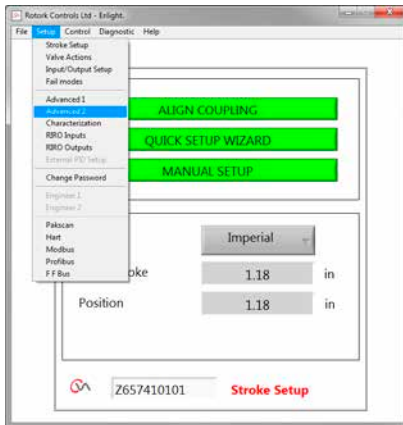 Rotork Controls Ltd - Enlight.
File Setup Control Diagnostic Help
Stroke Setup
Valve Actions
Input/Output Setup
Fail modes
Advanced 1
Advanced 2
Characterization
RIRO Inputs
RIRO Outputs
External PID Setup
Change Password
Engineer 1
Engineer 2
Pakscan
Hart
Modbus
Profibus
F F Bus
ALIGN COUPLING
QUICK SETUP WIZARD
MANUAL SETUP
Imperial
oke 1.18 in
Position 1.18 in
Z657410101 Stroke Setup